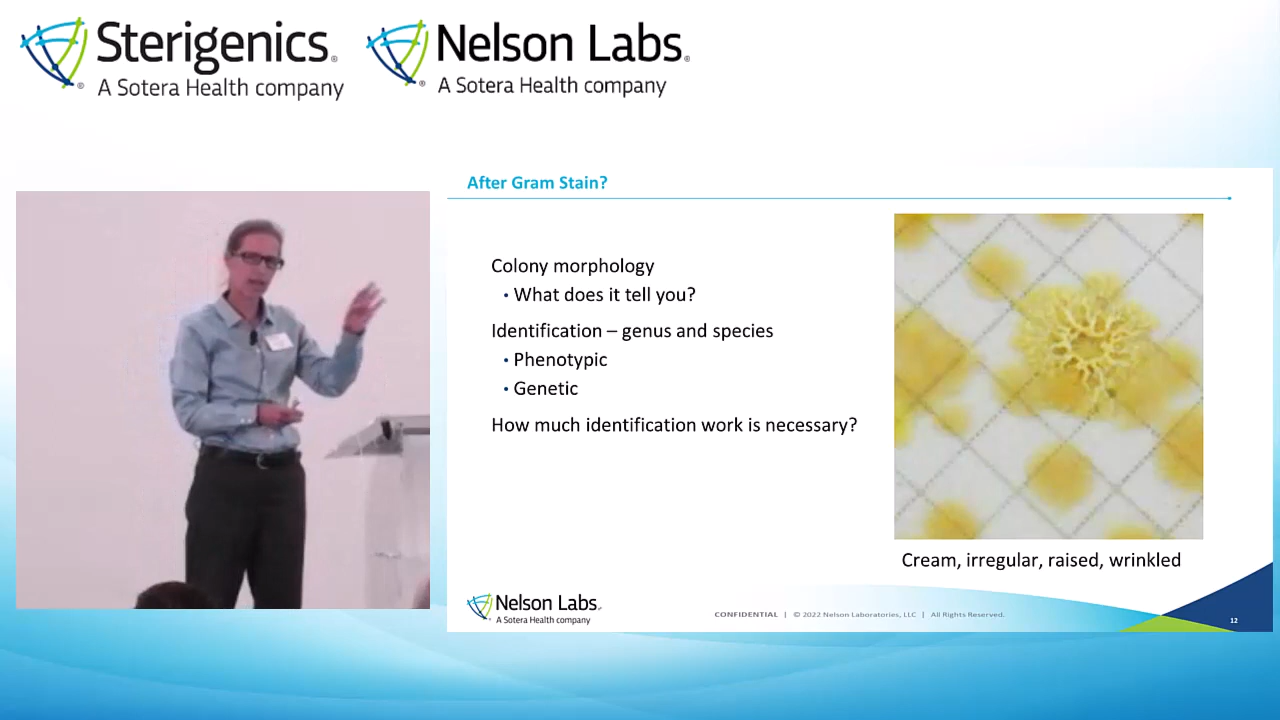 Sterigenics®
A Sotera Health company
Nelson Labs®
A Sotera Health company
After Gram Stain?
Colony morphology
• What does it tell you?
Identification – genus and species
• Phenotypic
• Genetic
How much identification work is necessary?
Cream, irregular, raised, wrinkled
Nelson Labs
A Sotera Health company
CONFIDENTIAL | © 2022 Nelson Laboratories, LLC | All Rights Reserved.
12